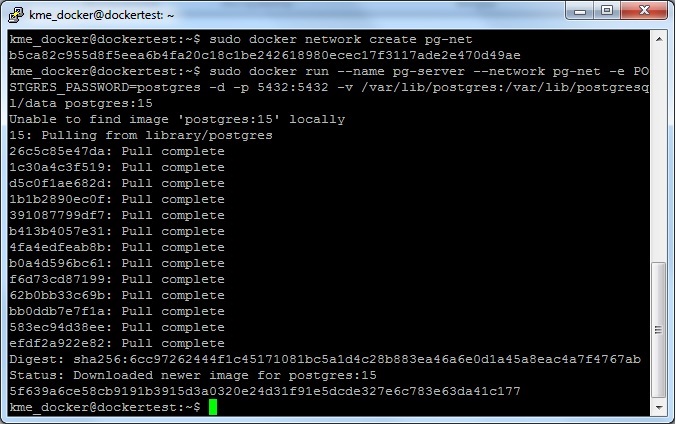 kme_docker@dockertest: ~
kme_docker@dockertest:~$ sudo docker network create pg-net
b5ca82c955d8f5eea6b4fa20c18c1be242618980ecec17f3117ade2e470d49ae
kme_docker@dockertest:~$ sudo docker run --name pg-server --network pg-net -e PO
STGRES_PASSWORD=postgres -d -p 5432:5432 -v /var/lib/postgres:/var/lib/postgresq
l/data postgres:15
Unable to find image 'postgres:15' locally
15: Pulling from library/postgres
26c5c85e47da: Pull complete
1c30a4c3f519: Pull complete
d5c0f1ae682d: Pull complete
1b1b2890ec0f: Pull complete
391087799df7: Pull complete
b413b4057e31: Pull complete
4fa4edfeab8b: Pull complete
b0a4d596bc61: Pull complete
f6d73cd87199: Pull complete
62b0bb33c69b: Pull complete
bb0ddb7e7f1a: Pull complete
583ec94d38ee: Pull complete
efdf2a922e82: Pull complete
Digest: sha256:6cc97262444f1c45171081bc5a1d4c28b883ea46a6e0d1a45a8eac4a7f4767ab
Status: Downloaded newer image for postgres:15
5f639a6ce58cb9191b3915d3a0320e24d31f91e5dcde327e6c783e63da41c177
kme_docker@dockertest:~$